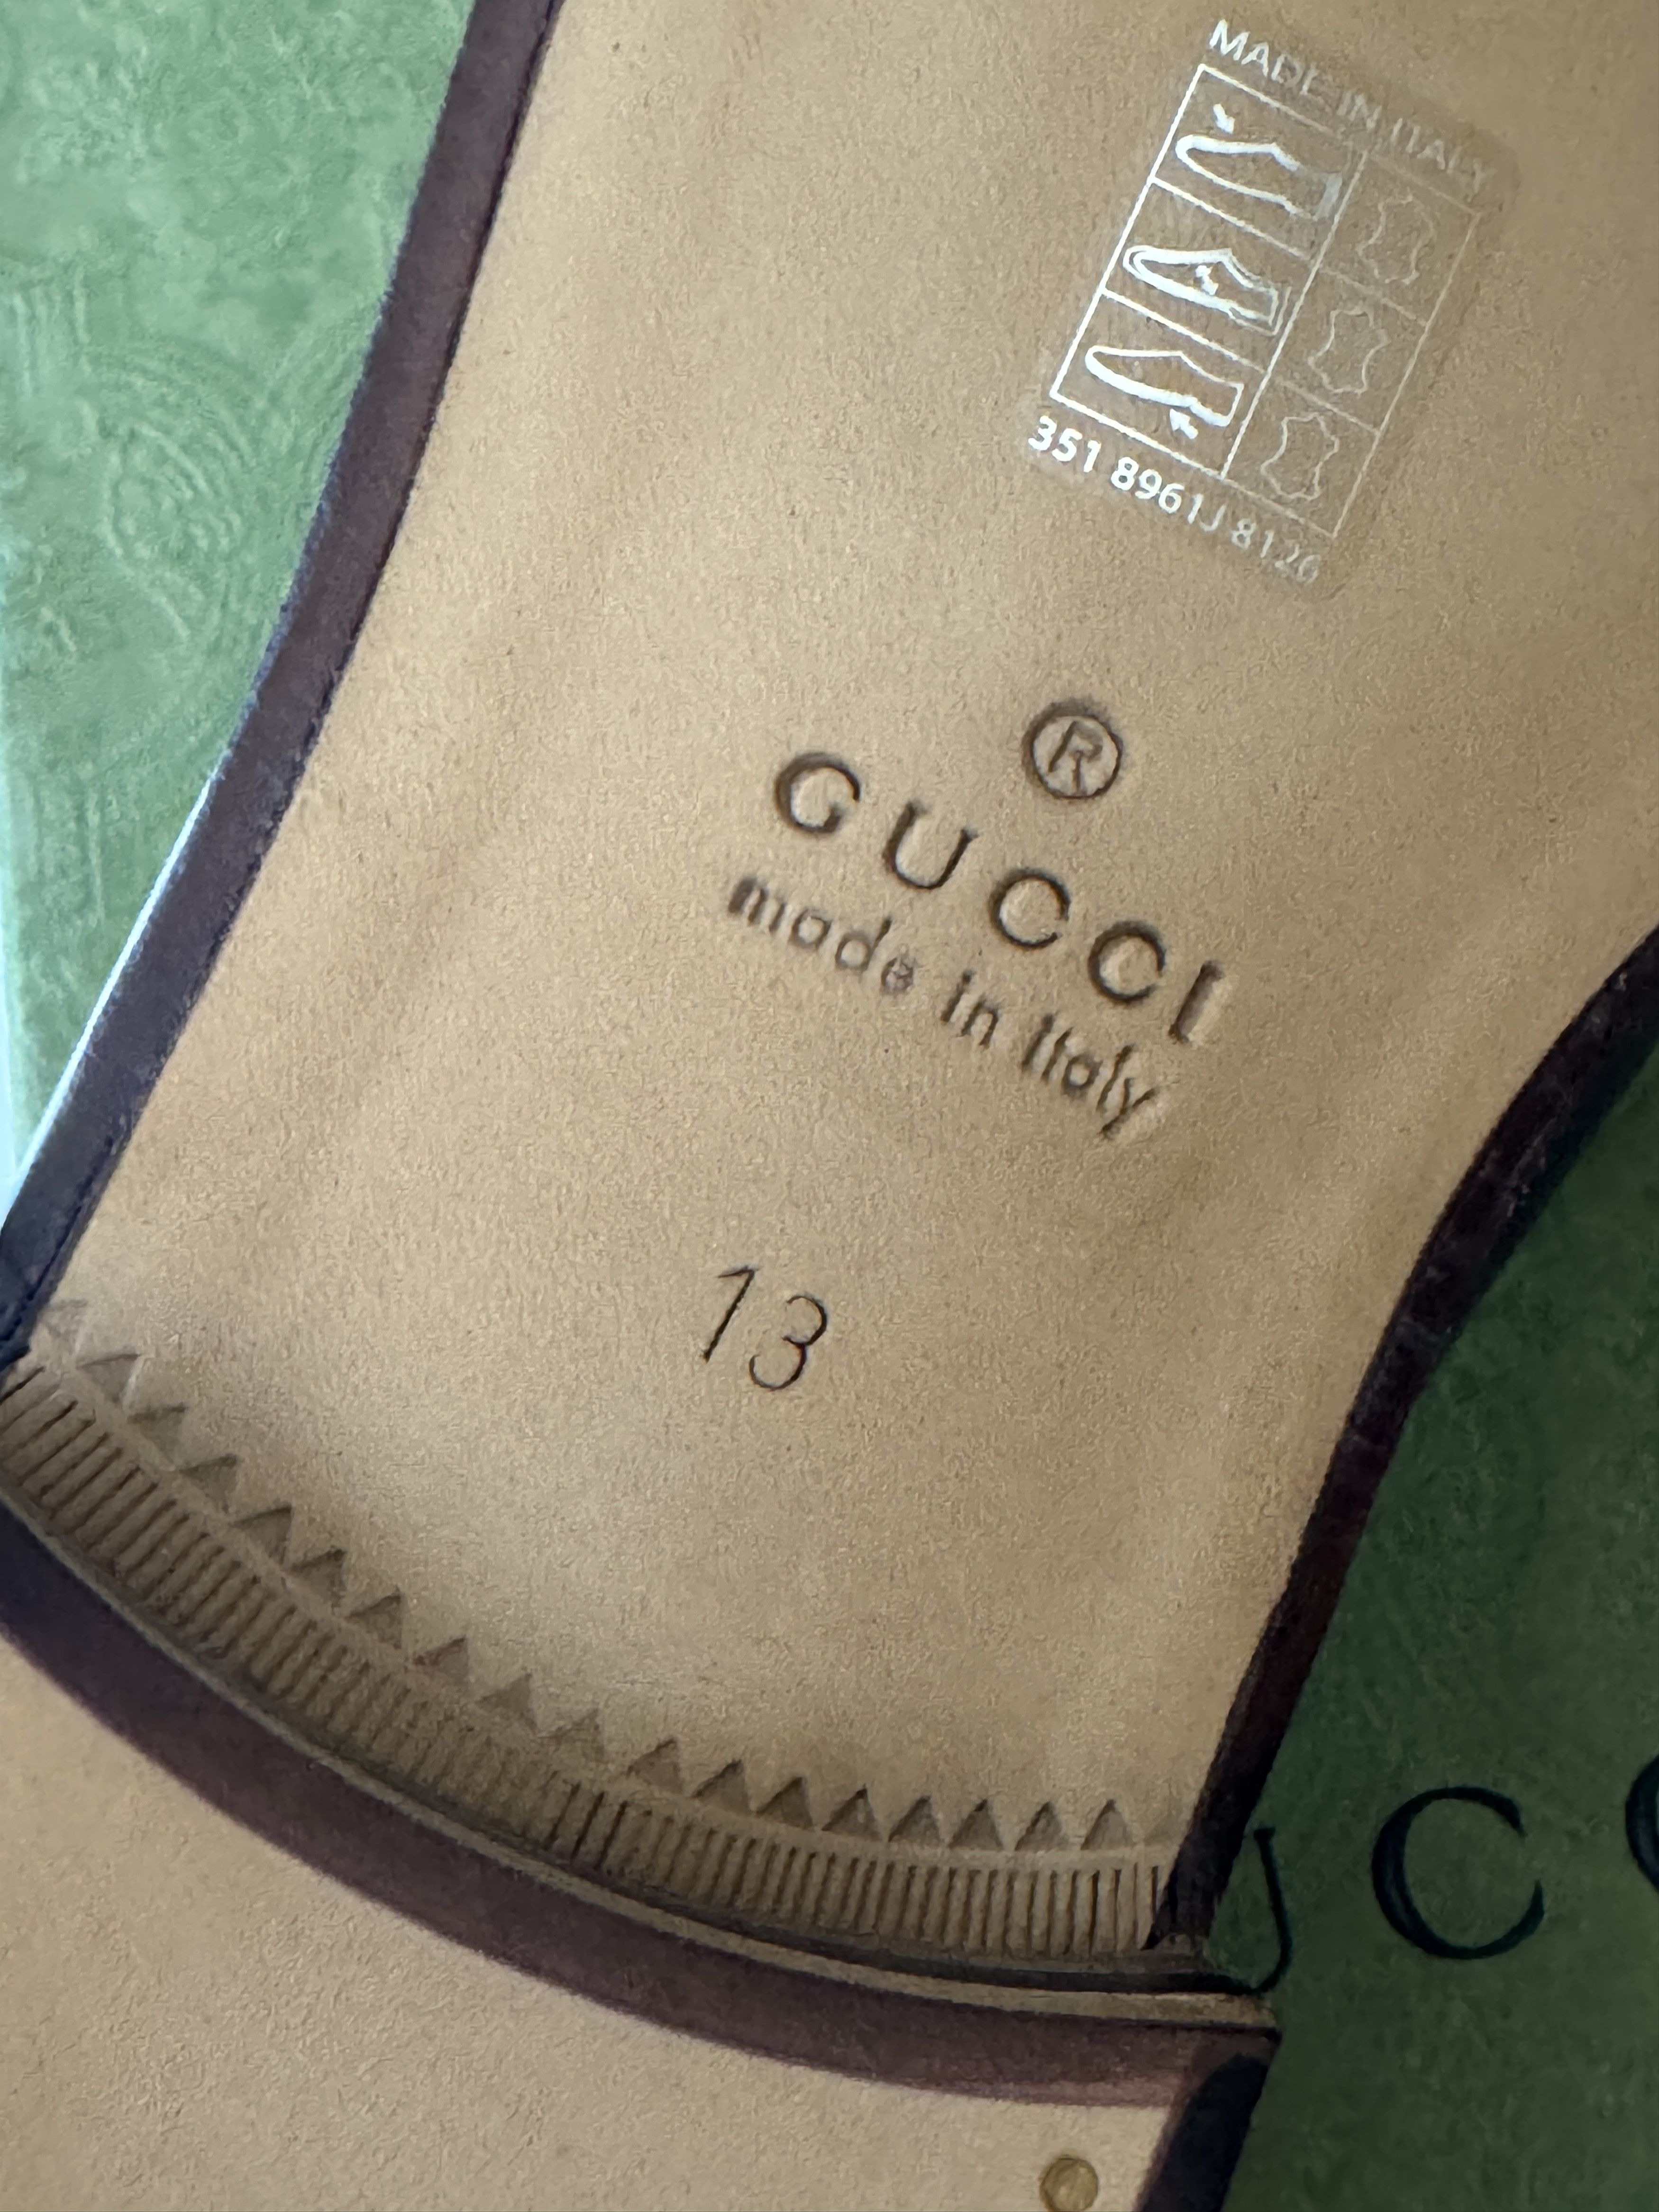 MADE IN ITALY
351 8961J 8126
®
GUCCI
made in Italy
13
UCC